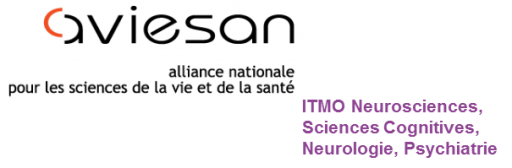 aviesan
alliance nationale
pour les sciences de la vie et de la santé
ITMO Neurosciences,
Sciences Cognitives,
Neurologie, Psychiatrie